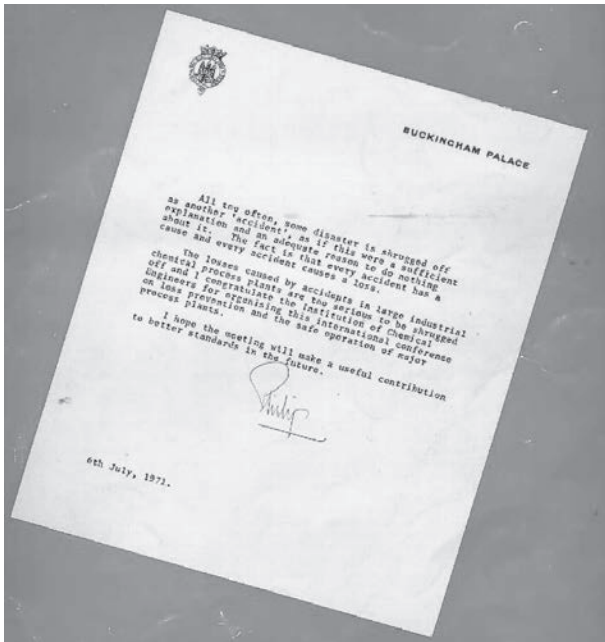 BUCKINGHAM PALACE
All too often, some disaster is shrugged off
as another 'accident,' as if this were a sufficient
explanation and an adequate reason to do nothing
about it. The fact is that every accident has a
cause and every accident causes a loss.
The losses caused by accidents in large industrial
chemical process plants are too serious to be shrugged
off and I congratulate the Institution of Chemical
Engineers for organising this international conference
on loss prevention and the safe operation of major
process plants.
I hope the meeting will make a useful contribution
to better standards in the future.
Philip
6th July, 1971.